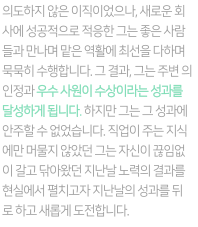 의도하지 않은 이직이었으나, 새로운 회
사에 성공적으로 적응한 그는 좋은 사람
들과 만나며 맡은 역할에 최선을 다하며
묵묵히 수행합니다. 그 결과, 그는 주변 의
인정과 우수 사원이 수상이라는 성과를
달성하게 됩니다. 하지만 그는 그 성과에
안주할 수 없었습니다. 직업이 주는 지식
에만 머물지 않았던 그는 자신이 끊임없
이 갈고 닦아왔던 지난날 노력의 결과를
현실에서 펼치고자 지난날의 성과를 뒤
로 하고 새롭게 도전합니다.